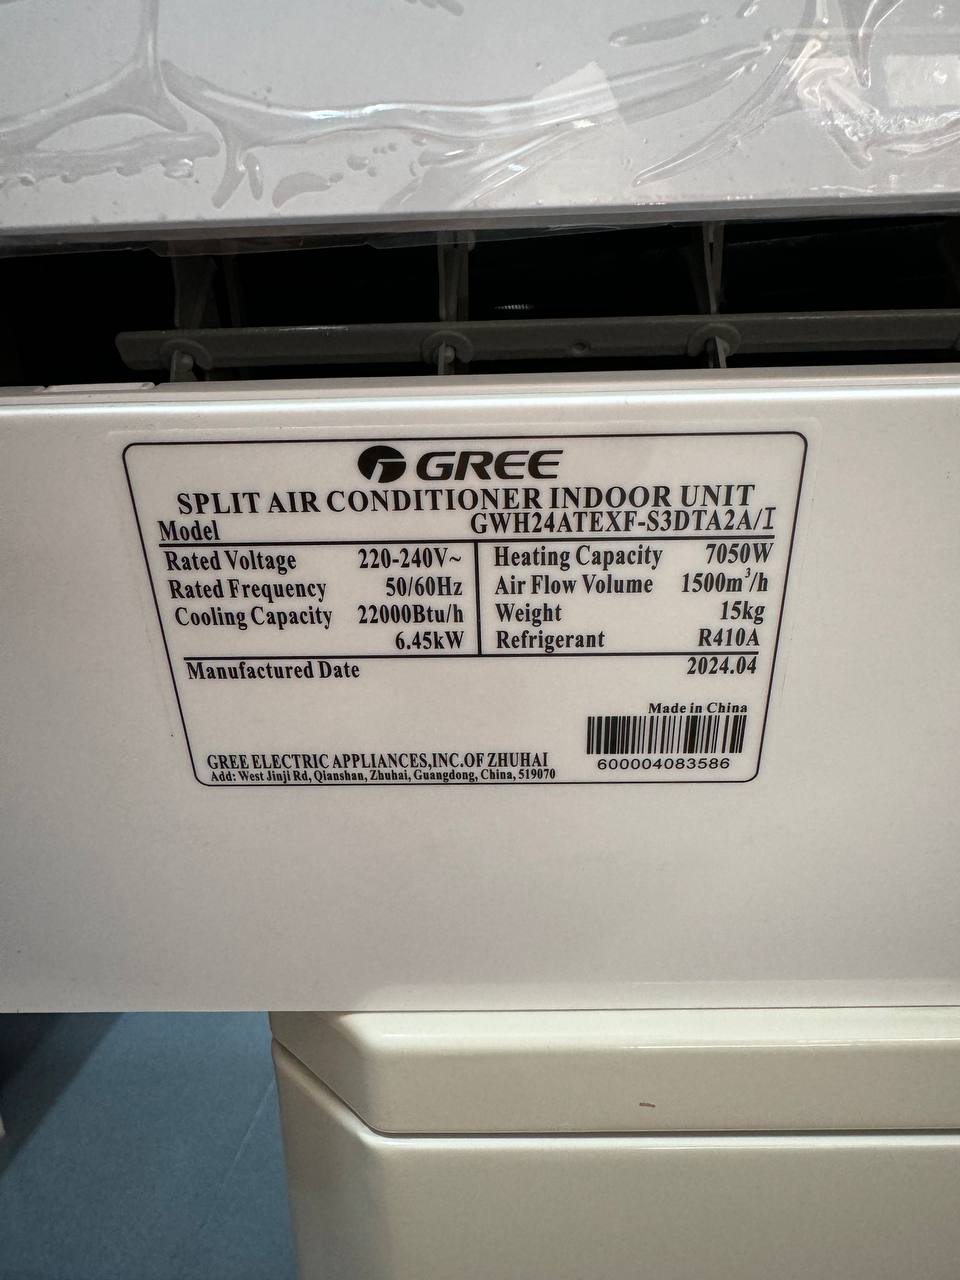 GREE
SPLIT AIR CONDITIONER INDOOR UNIT
Model GWH24ATEXF-S3DTA2A/I
Rated Voltage 220-240V~
Rated Frequency 50/60Hz
Cooling Capacity 22000Btu/h
6.45kW
Heating Capacity 7050W
Air Flow Volume 1500m³/h
Weight 15kg
Refrigerant R410A
Manufactured Date 2024.04
Made in China
600004083586
GREE ELECTRIC APPLIANCES,INC.OF ZHUHAI
Add: West Jinji Rd, Qianshan, Zhuhai, Guangdong, China, 519070